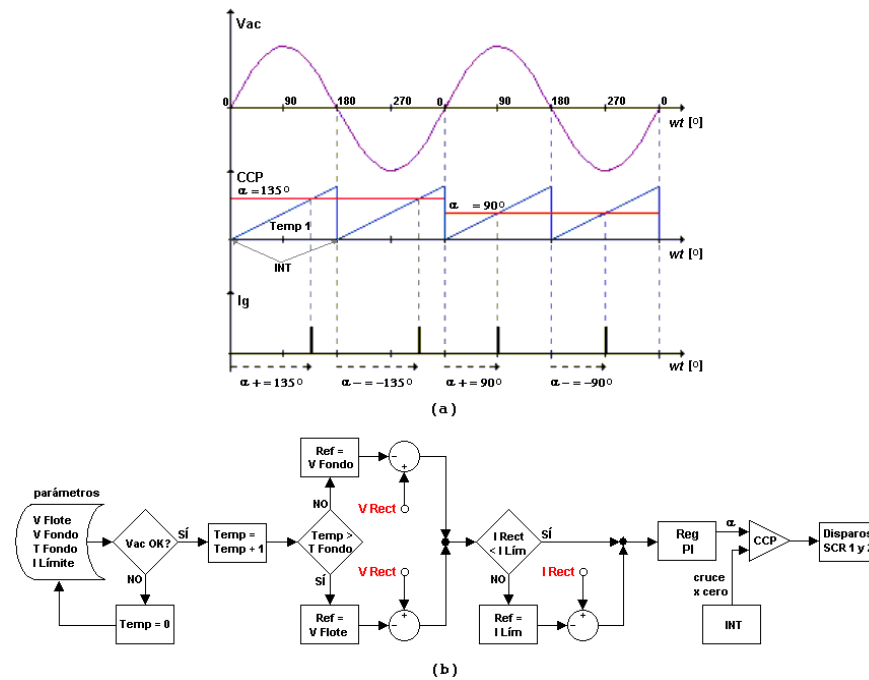 Vac
0 90 180 270 0 90 180 270 0
wt [º]
CCP
α = 135º
α = 90º
Temp 1
INT
wt [º]
Ig
wt [º]
α + = 135º
α − = −135º
α + = 90º
α − = −90º
(a)
parámetros
V Flote
V Fondo
T Fondo
I Límite
Vac OK?
SÍ
NO
Temp = 0
Temp =
Temp + 1
Temp >
T Fondo
NO
SÍ
Ref =
V Fondo
-
+
V Rect
V Rect
Ref =
V Flote
+
-
I Rect
< I Lím
SÍ
NO
Ref =
I Lím
I Rect
+
-
Reg
PI
α
CCP
cruce
x cero
INT
Disparos
SCR 1 y 2
(b)